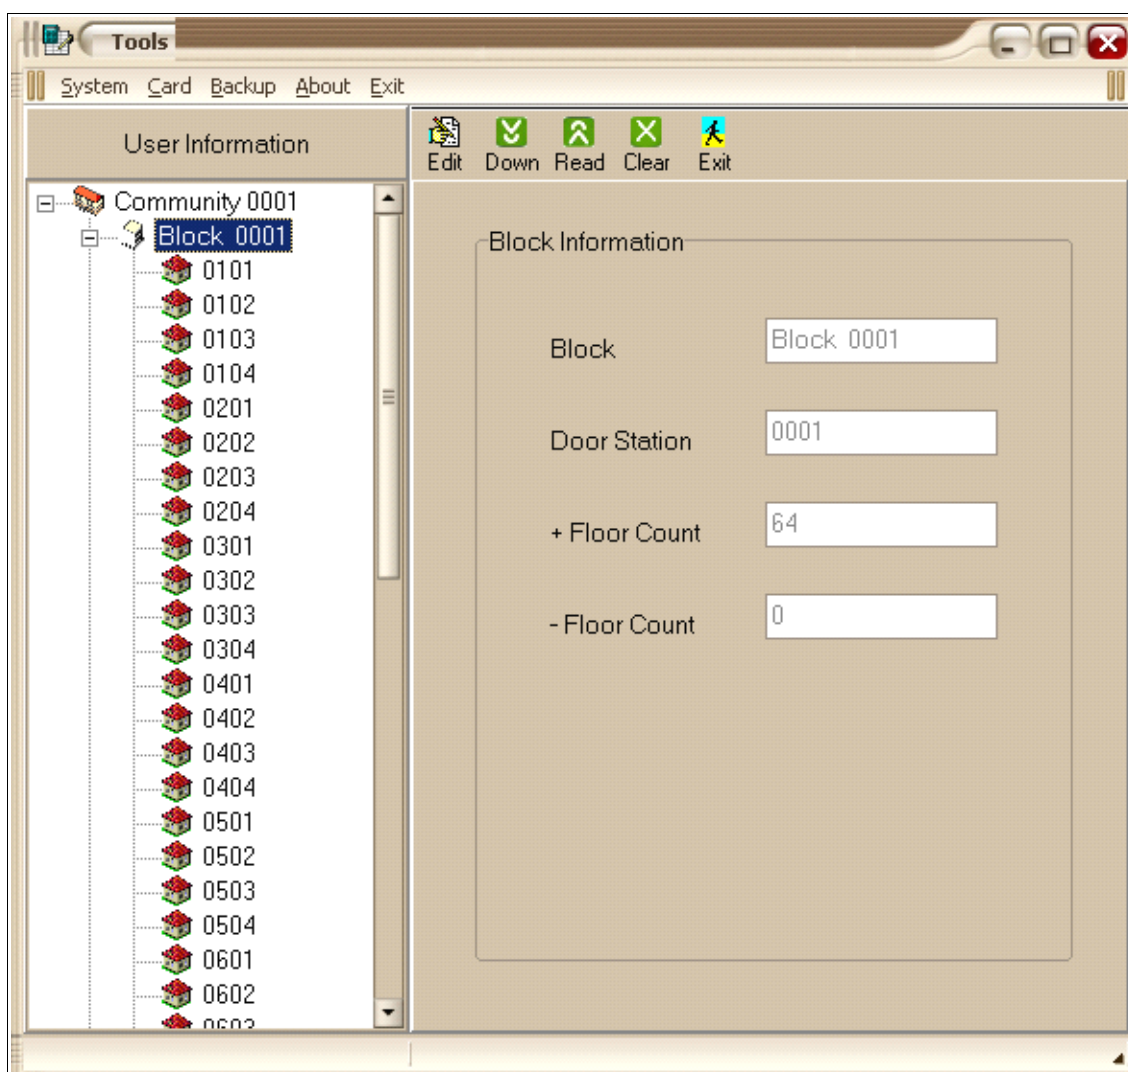 Tools
System Card Backup About Exit
User Information
Edit Down Read Clear Exit
Community 0001
Block 0001
0101
0102
0103
0104
0201
0202
0203
0204
0301
0302
0303
0304
0401
0402
0403
0404
0501
0502
0503
0504
0601
0602
0603
Block Information
Block
Block 0001
Door Station
0001
+ Floor Count
64
- Floor Count
0